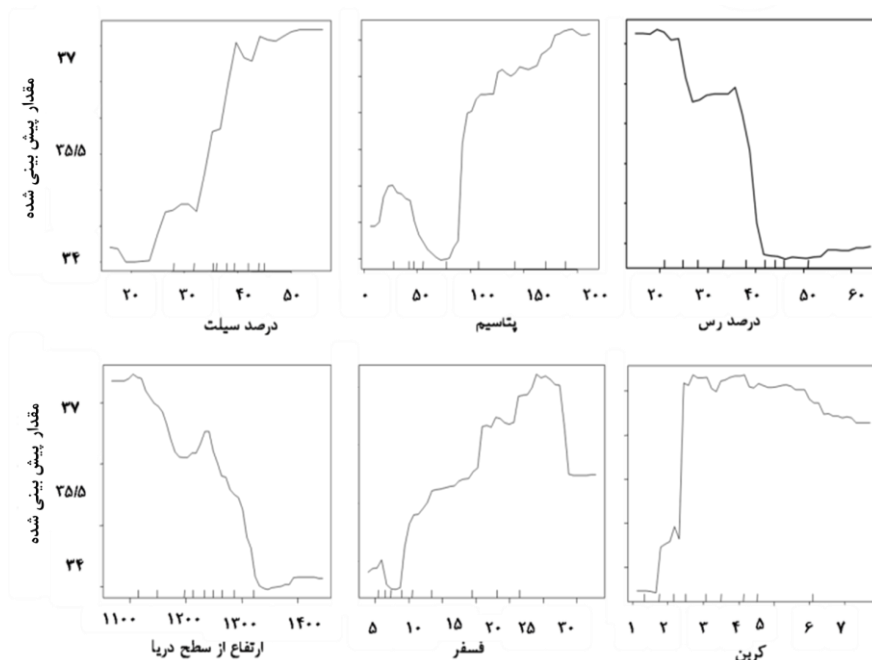 مقدار پیش بینی شده
۳۷
۳۵/۵
۳۴
۲۰ ۳۰ ۴۰ ۵۰
درصد سیلت
۰ ۵۰ ۱۰۰ ۱۵۰ ۲۰۰
پتاسیم
۲۰ ۳۰ ۴۰ ۵۰ ۶۰
درصد رس
مقدار پیش بینی شده
۳۷
۳۵/۵
۳۴
۱۱۰۰ ۱۲۰۰ ۱۳۰۰ ۱۴۰۰
ارتفاع از سطح دریا
۵ ۱۰ ۱۵ ۲۰ ۲۵ ۳۰
فسفر
۱ ۲ ۳ ۴ ۵ ۶ ۷
کربن